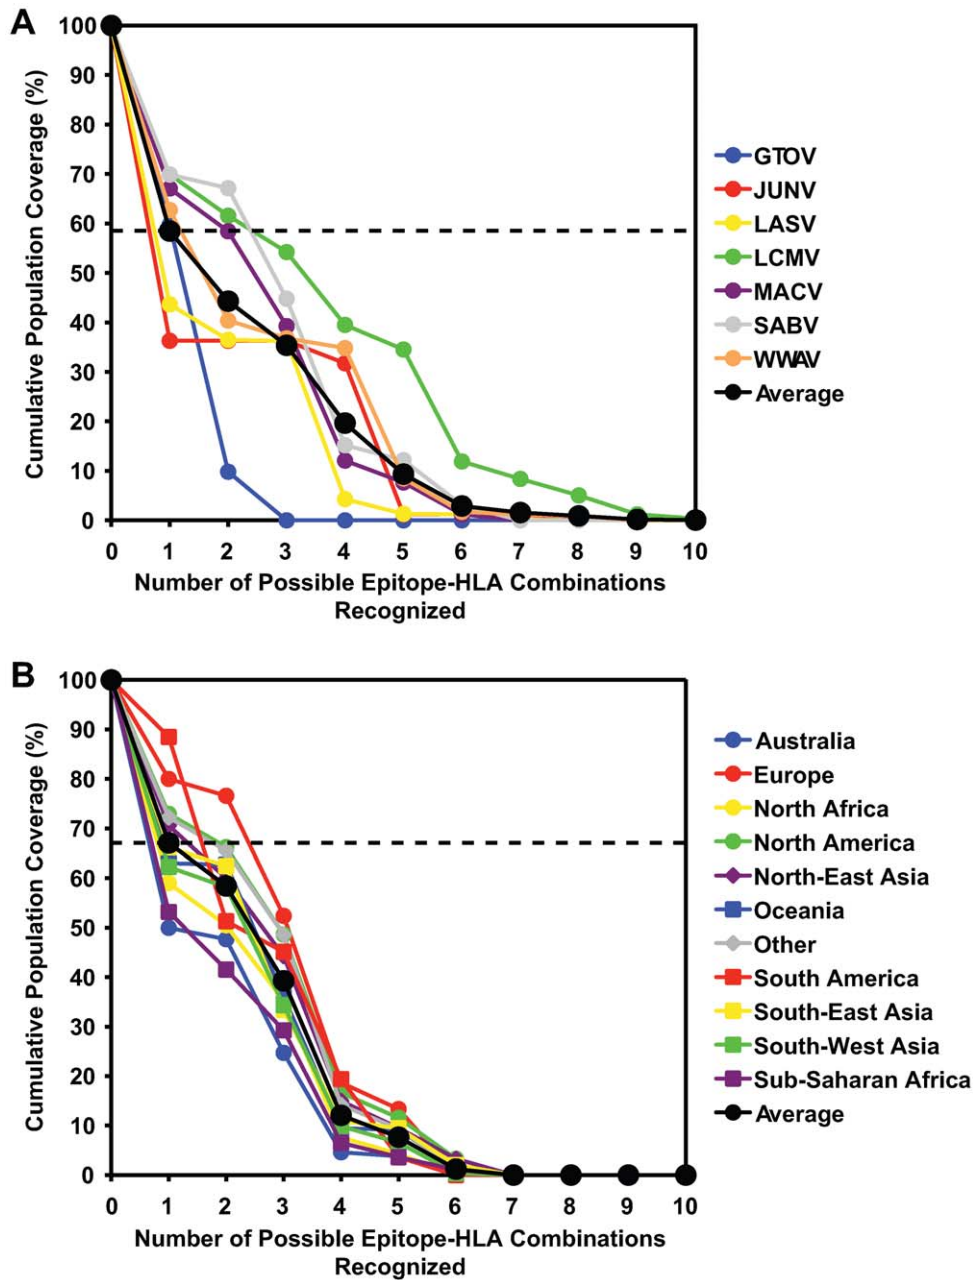 A
Cumulative Population Coverage (%)
100
90
80
70
60
50
40
30
20
10
0
0 1 2 3 4 5 6 7 8 9 10
Number of Possible Epitope-HLA Combinations
Recognized
GTOV
JUNV
LASV
LCMV
MACV
SABV
WWAV
Average
B
Cumulative Population Coverage (%)
100
90
80
70
60
50
40
30
20
10
0
0 1 2 3 4 5 6 7 8 9 10
Number of Possible Epitope-HLA Combinations
Recognized
Australia
Europe
North Africa
North America
North-East Asia
Oceania
Other
South America
South-East Asia
South-West Asia
Sub-Saharan Africa
Average